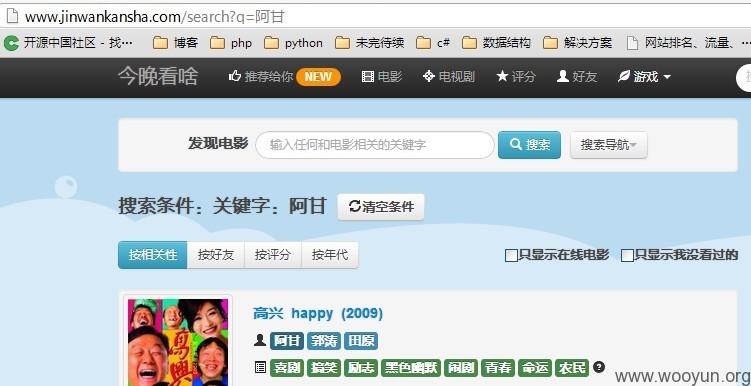 www.jinwankansha.com/search?q=阿甘
开源中国社区 - 找… 博客 php python 未完待续 c# 数据结构 解决方案 网站排名、流量、
今晚看啥 推荐给你 NEW 电影 电视剧 评分 好友 游戏
发现电影 输入任何和电影相关的关键字 搜索 搜索导航
搜索条件：关键字：阿甘 清空条件
按相关性 按好友 按评分 按年代 只显示在线电影 只显示我没看过的
高兴 happy (2009)
阿甘 郭涛 田原
喜剧 搞笑 励志 黑色幽默 闹剧 青春 命运 农民
高興
www.wooyun.org